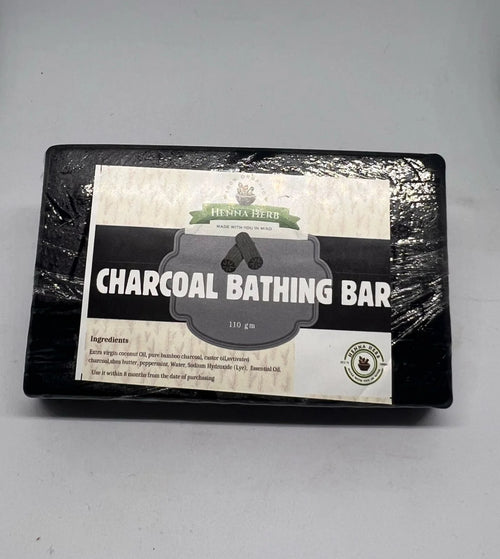 HENNA HERB
MADE WITH YOU IN MIND
CHARCOAL BATHING BAR
110 gm
Ingredients
Extra virgin coconut Oil, pure bamboo charcoal, castor oil,activated
charcoal,shea butter, peppermint, Water, Sodium Hydroxide (Lye), Essential Oil.
Use it within 8 months from the date of purchasing
HENNA HERB